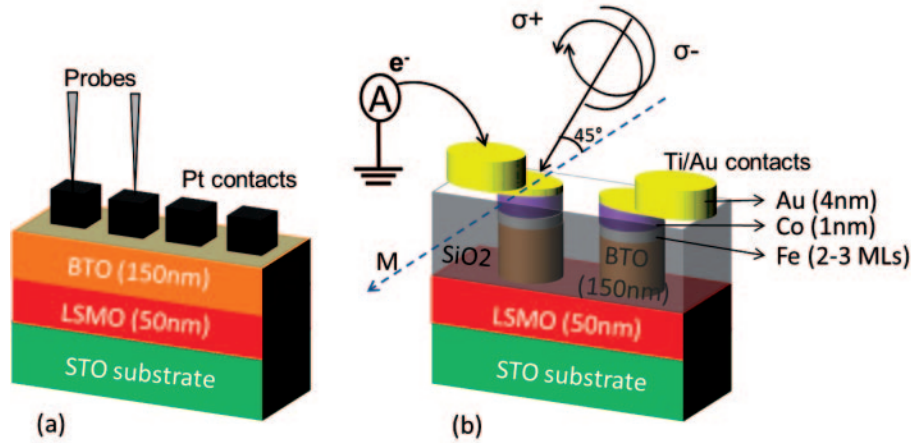 Probes
Pt contacts
BTO (150nm)
LSMO (50nm)
STO substrate
(a)
σ+
σ-
e-
A
45°
Ti/Au contacts
Au (4nm)
Co (1nm)
Fe (2-3 MLs)
M
SiO2
BTO
(150nm)
LSMO (50nm)
STO substrate
(b)